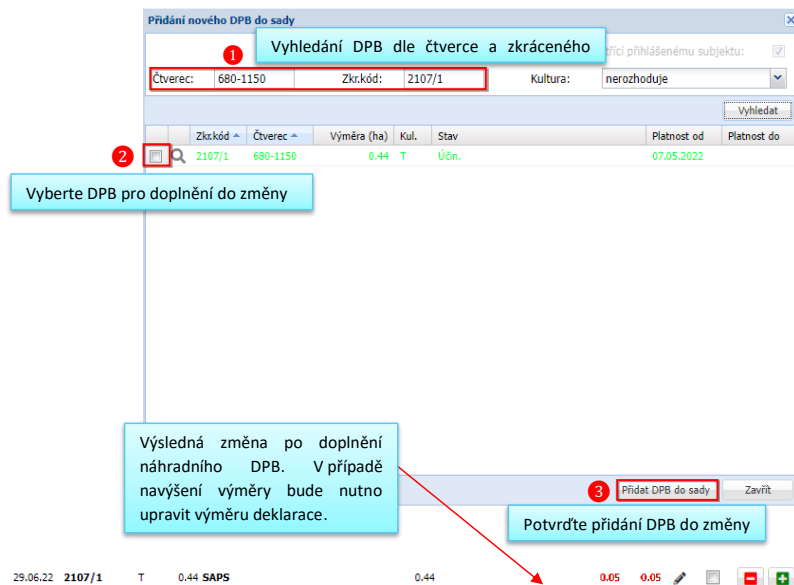 Přidání nového DPB do sady
1
Vyhledání DPB dle čtverce a zkráceného
přihlášenému subjektu:
Čtverec: 680-1150 Zkr.kód: 2107/1 Kultura: nerozhoduje
Vyhledat
Zkr.kód Čtverec Výměra (ha) Kul. Stav Platnost od Platnost do
2
2107/1 680-1150 0.44 T Účin. 07.05.2022
Vyberte DPB pro doplnění do změny
Výsledná změna po doplnění
náhradního DPB. V případě
navýšení výměry bude nutno
upravit výměru deklarace.
3
Přidat DPB do sady Zavřít
Potvrďte přidání DPB do změny
29.06.22 2107/1 T 0.44 SAPS 0.44 0.05 0.05